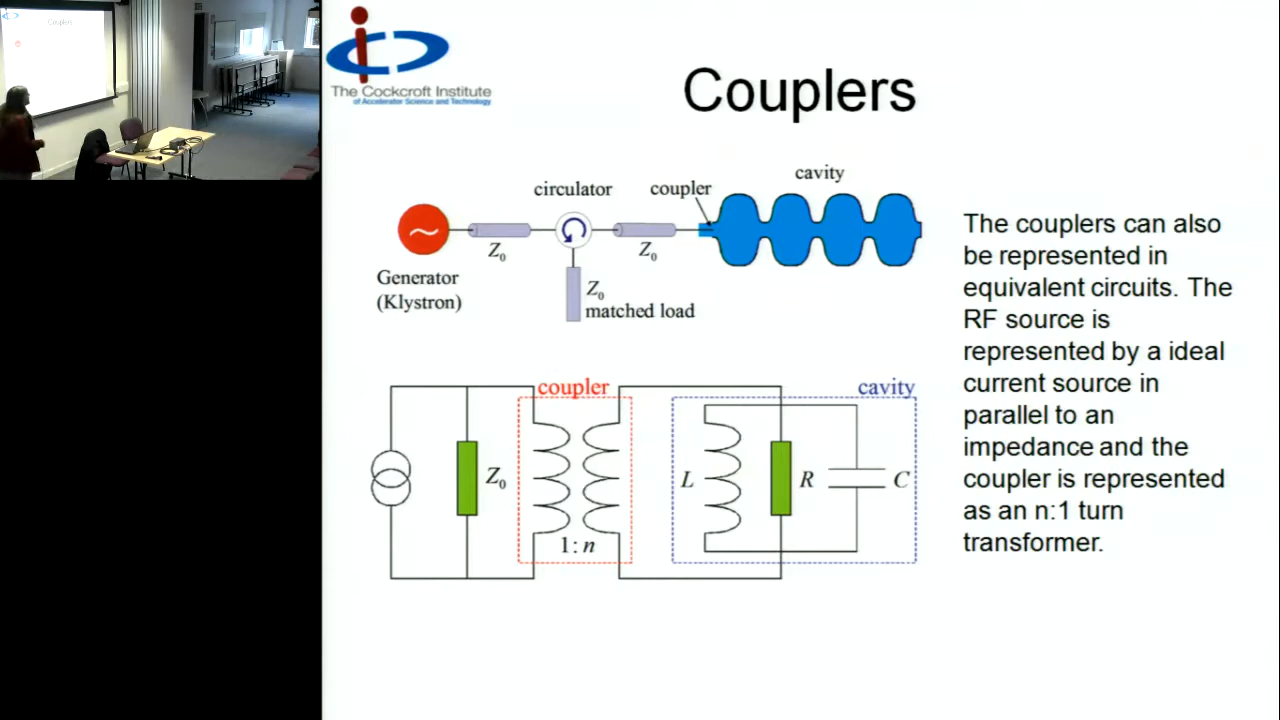 Couplers
The Cockcroft Institute
of Accelerator Science and Technology
Couplers
cavity
circulator
coupler
Z₀
Z₀
Generator
(Klystron)
Z₀
matched load
The couplers can also
be represented in
equivalent circuits. The
RF source is
represented by a ideal
current source in
parallel to an
impedance and the
coupler is represented
as an n:1 turn
transformer.
coupler
cavity
Z₀
L
R
C
1:n